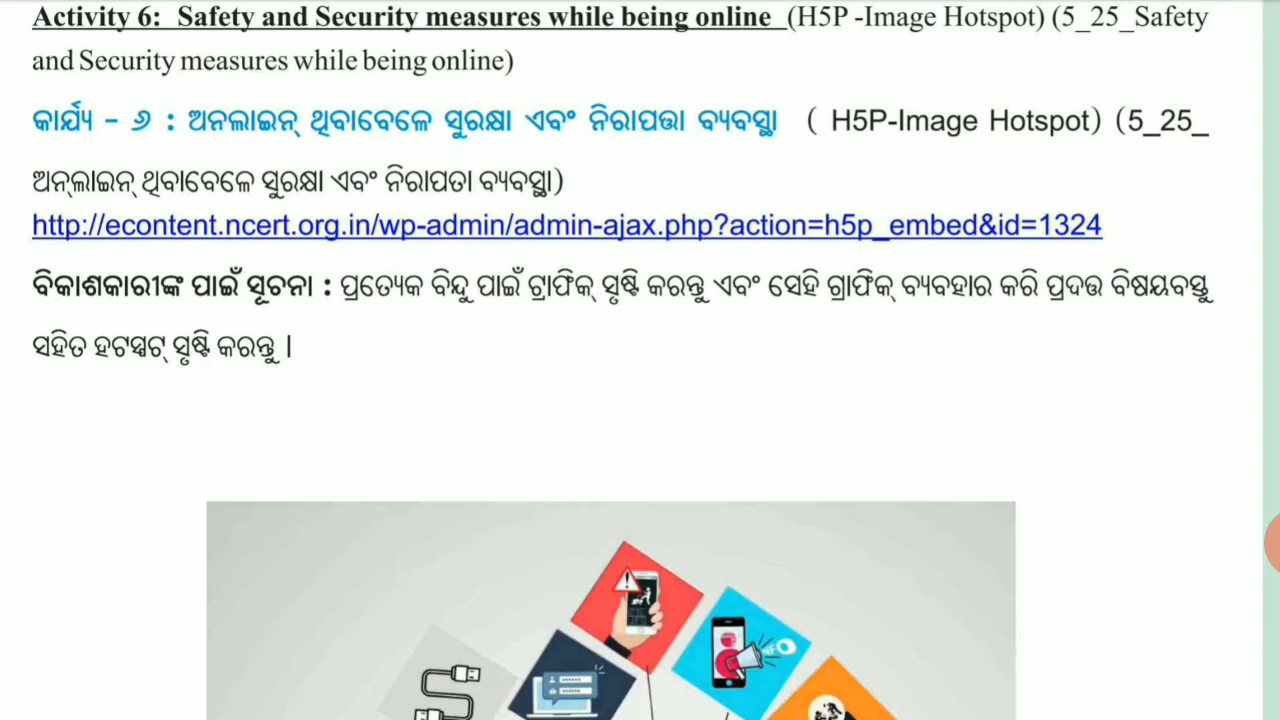 Activity 6: Safety and Security measures while being online (H5P -Image Hotspot) (5_25_Safety
and Security measures while being online)
କାର୍ଯ୍ୟ - ୬ : ଅନଲାଇନ୍ ଥିବାବେଳେ ସୁରକ୍ଷା ଏବଂ ନିରାପତ୍ତା ବ୍ୟବସ୍ଥା ( H5P-Image Hotspot) (5_25_
ଅନ୍‌ଲାଇନ୍ ଥିବାବେଳେ ସୁରକ୍ଷା ଏବଂ ନିରାପତା ବ୍ୟବସ୍ଥା)
http://econtent.ncert.org.in/wp-admin/admin-ajax.php?action=h5p_embed&id=1324
ବିକାଶକାରୀଙ୍କ ପାଇଁ ସୂଚନା : ପ୍ରତ୍ୟେକ ବିନ୍ଦୁ ପାଇଁ ଟ୍ରାଫିକ୍ ସୃଷ୍ଟି କରନ୍ତୁ ଏବଂ ସେହି ଗ୍ରାଫିକ୍ ବ୍ୟବହାର କରି ପ୍ରଦତ୍ତ ବିଷୟବସ୍ତୁ
ସହିତ ହଟସ୍ପଟ୍ ସୃଷ୍ଟି କରନ୍ତୁ |